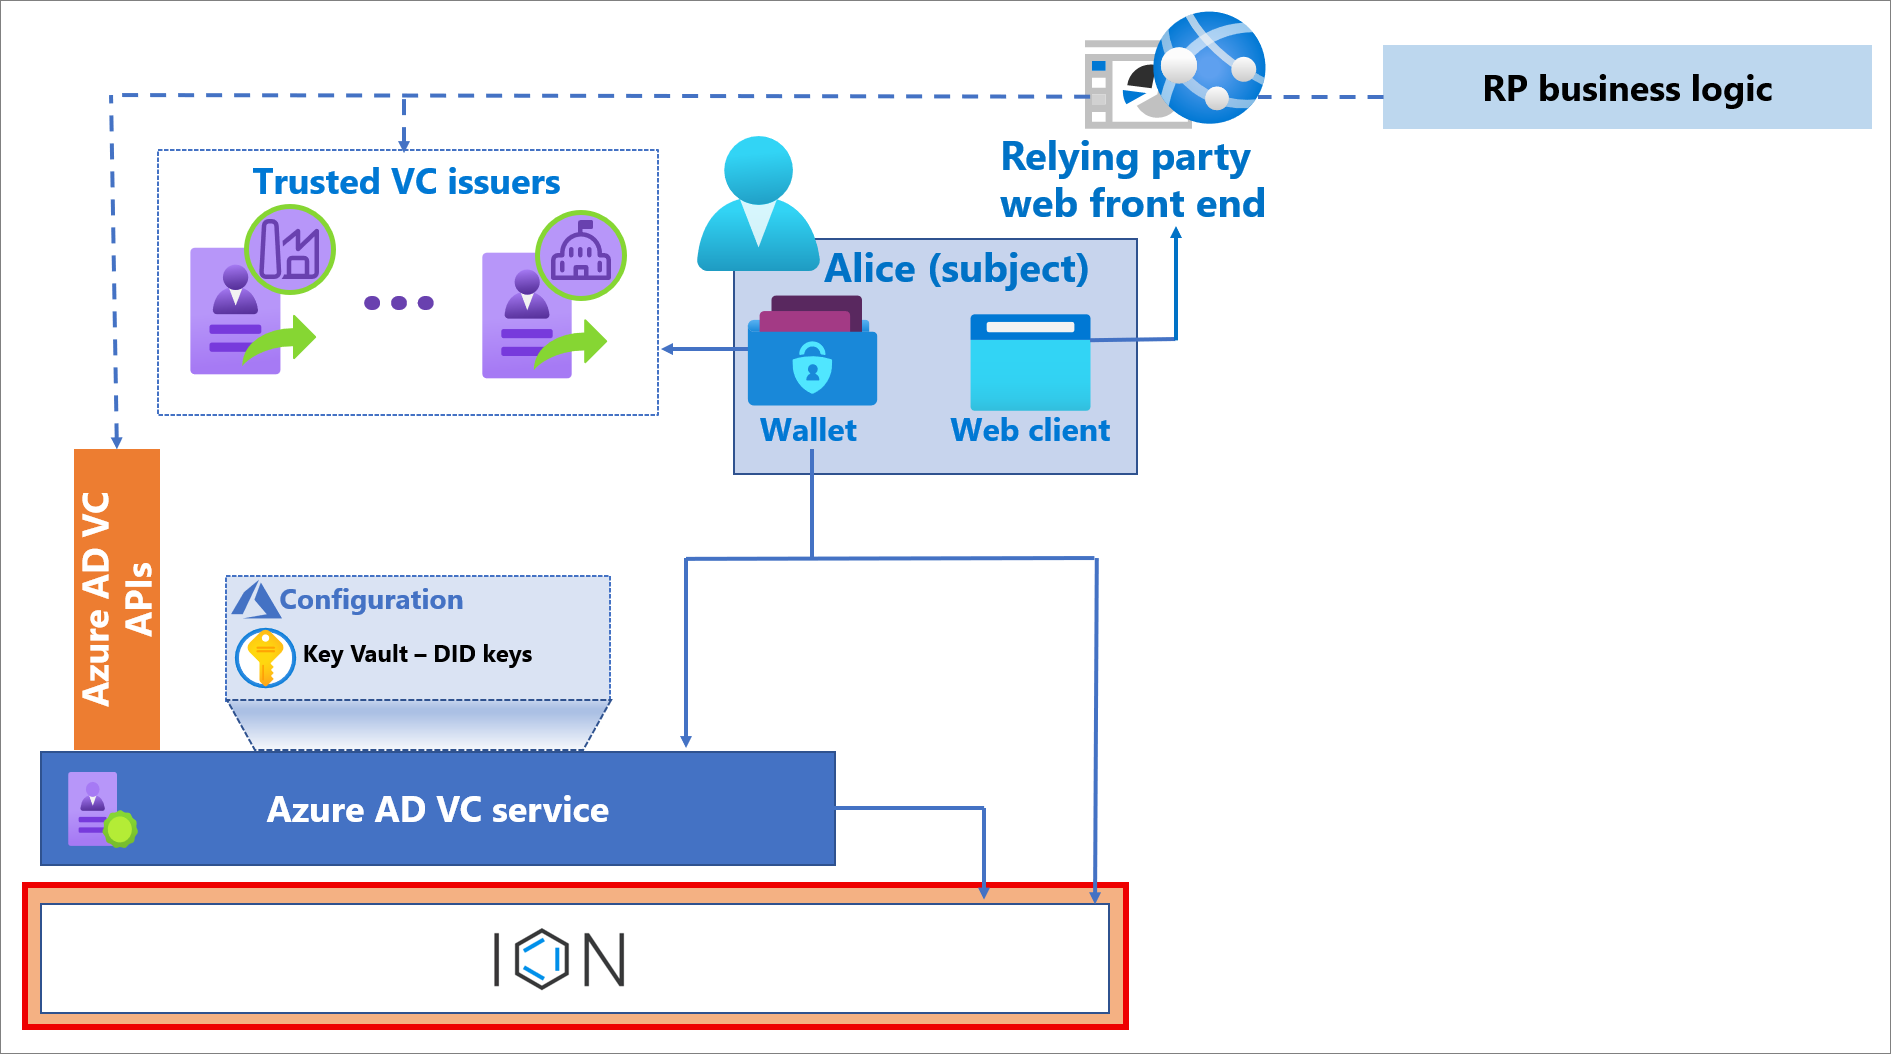 RP business logic
Relying party
web front end
Trusted VC issuers
Alice (subject)
Wallet
Web client
Azure AD VC
APIs
Configuration
Key Vault – DID keys
Azure AD VC service
ION